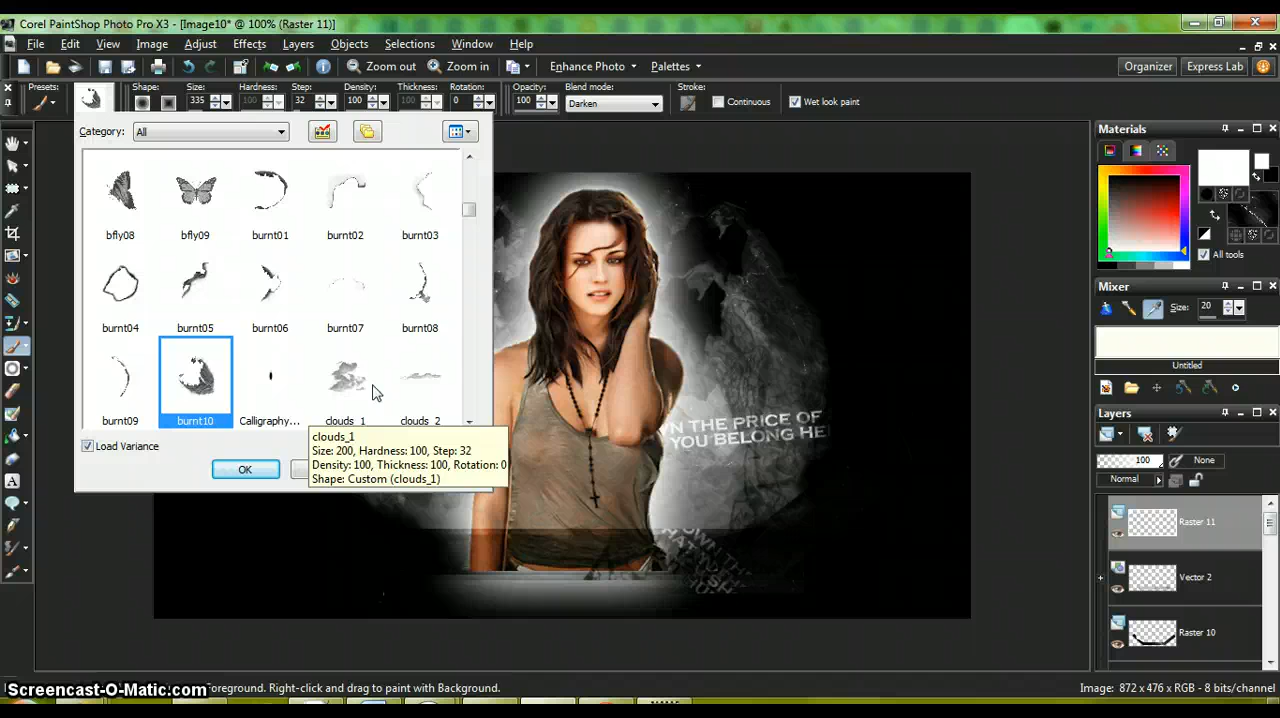 Corel PaintShop Photo Pro X3 - [Image10* @ 100% (Raster 11)]
File Edit View Image Adjust Effects Layers Objects Selections Window Help
Zoom out Zoom in Enhance Photo Palettes Organizer Express Lab
Presets: Shape: Size: Hardness: Step: Density: Thickness: Rotation: Opacity: Blend mode: Stroke:
335 100 32 100 100 0 100 Darken Continuous Wet look paint
Category: All
bfly08 bfly09 burnt01 burnt02 burnt03
burnt04 burnt05 burnt06 burnt07 burnt08
burnt09 burnt10 Calligraphy... clouds_1 clouds_2
Load Variance
OK
clouds_1
Size: 200, Hardness: 100, Step: 32
Density: 100, Thickness: 100, Rotation: 0
Shape: Custom (clouds_1)
WN THE PRICE OF
YOU BELONG HE
OWN TH
Materials
All tools
Mixer
Size: 20
Untitled
Layers
100 None
Normal
Raster 11
Vector 2
Raster 10
Foreground. Right-click and drag to paint with Background.
Image: 872 x 476 x RGB - 8 bits/channel
Screencast-O-Matic.com